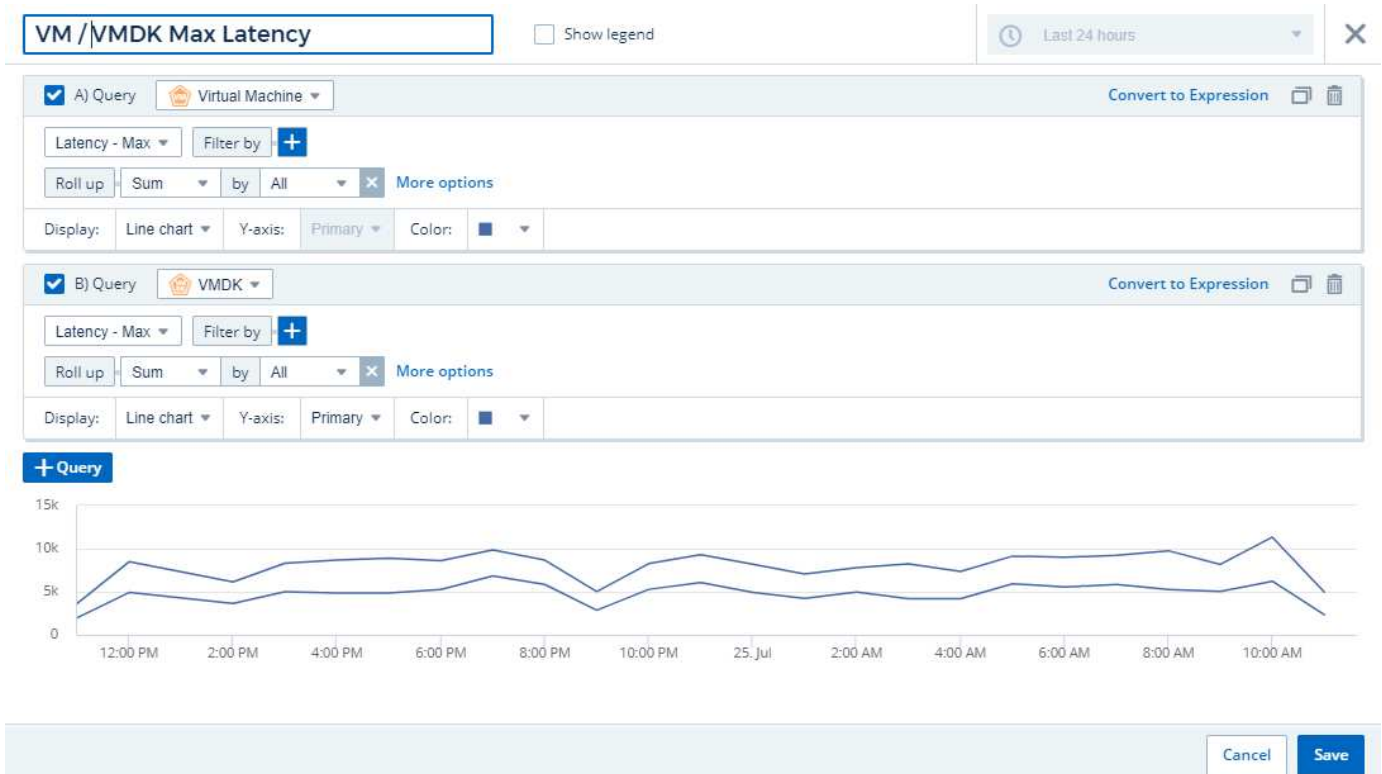 VM / VMDK Max Latency
Show legend
Last 24 hours
A) Query Virtual Machine Convert to Expression
Latency - Max Filter by +
Roll up Sum by All × More options
Display: Line chart Y-axis: Primary Color:
B) Query VMDK Convert to Expression
Latency - Max Filter by +
Roll up Sum by All × More options
Display: Line chart Y-axis: Primary Color:
+ Query
15k
10k
5k
0
12:00 PM 2:00 PM 4:00 PM 6:00 PM 8:00 PM 10:00 PM 25. Jul 2:00 AM 4:00 AM 6:00 AM 8:00 AM 10:00 AM
Cancel Save